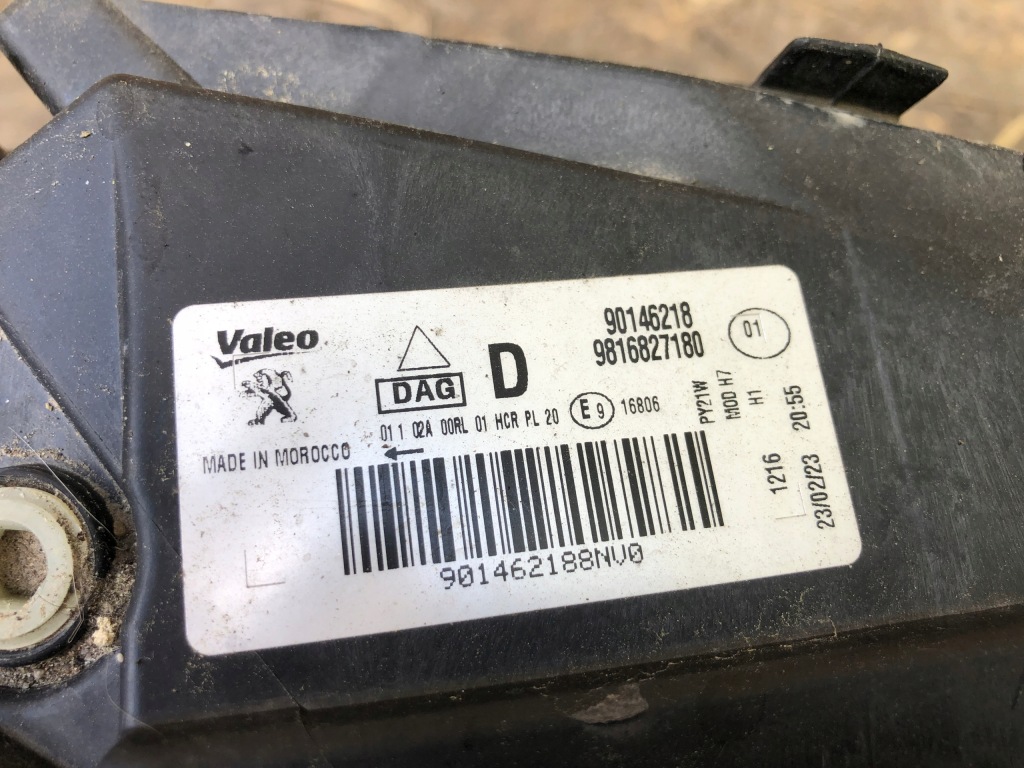 Valeo
DAG
D
90146218
9816827180
01
011 02A 00RL 01 HCR PL 20
E9
16806
MADE IN MOROCCO
901462188NV0
PY21W
MOD H7
H1
1216
23/02/23 20:55